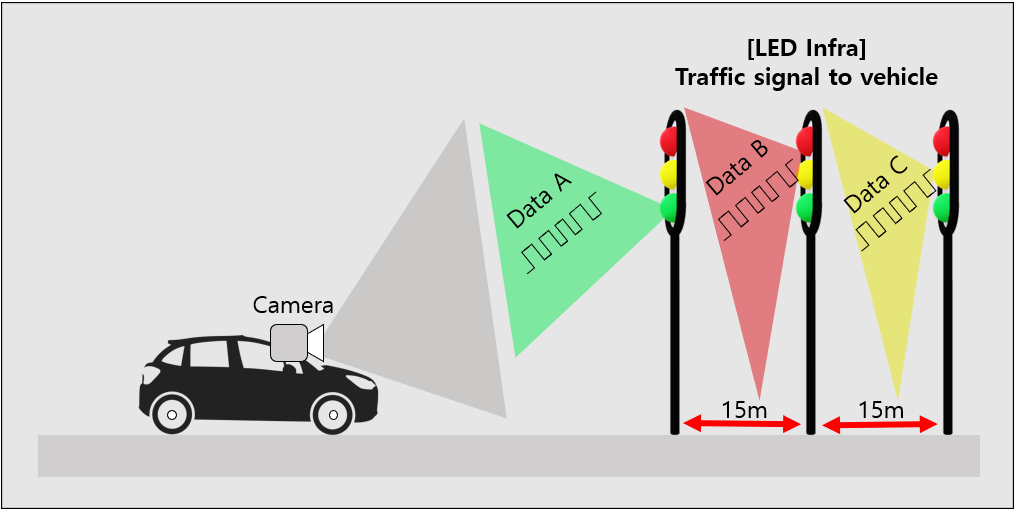 [LED Infra]
Traffic signal to vehicle
Data A
Data B
Data C
Camera
15m
15m